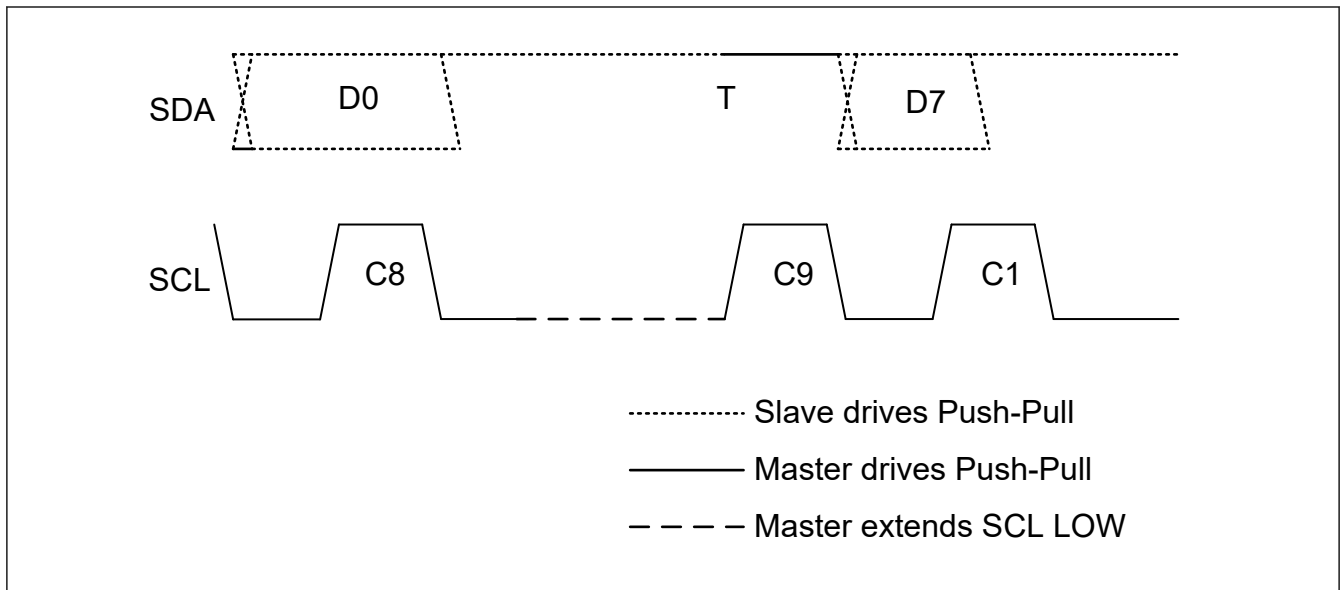 SDA D0 T D7
SCL C8 C9 C1
Slave drives Push-Pull
Master drives Push-Pull
Master extends SCL LOW